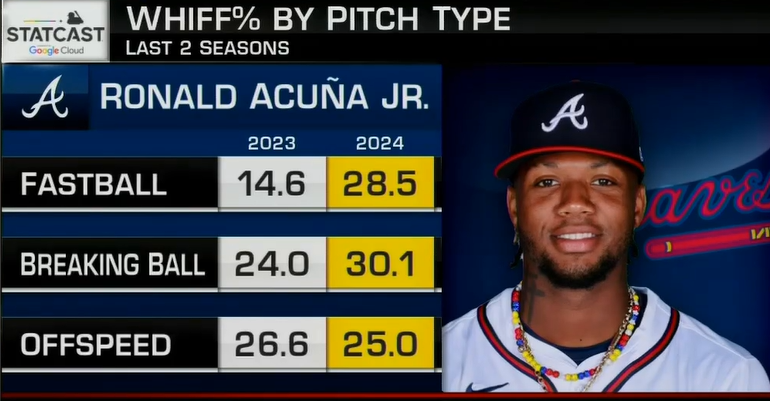 WHIFF% BY PITCH TYPE
STATCAST
Google Cloud
LAST 2 SEASONS
A RONALD ACUÑA JR.
2023 2024
FASTBALL 14.6 28.5
BREAKING BALL 24.0 30.1
OFFSPEED 26.6 25.0
A
aves